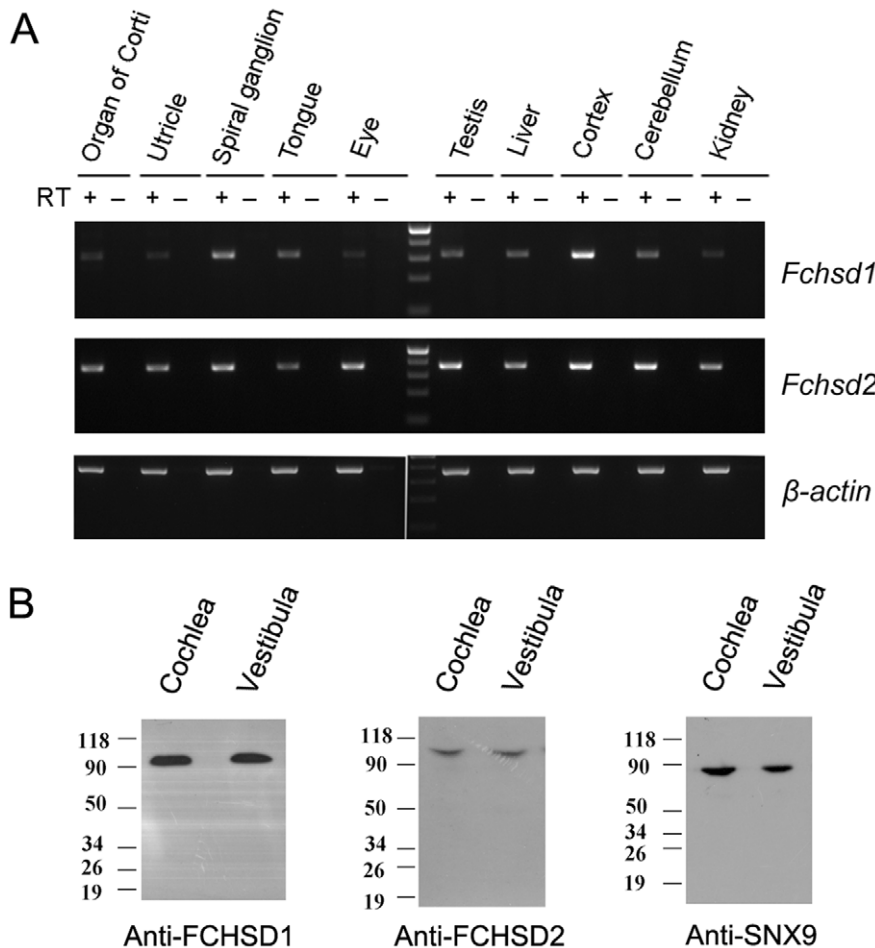 A
Organ of Corti Utricle Spiral ganglion Tongue Eye Testis Liver Cortex Cerebellum Kidney
RT + – + – + – + – + – + – + – + – + – + –
Fchsd1
Fchsd2
β-actin
B
Cochlea Vestibula Cochlea Vestibula Cochlea Vestibula
118 118 118
90 90 90
50 50 50
34 34 34
26 26 26
19 19 19
Anti-FCHSD1 Anti-FCHSD2 Anti-SNX9